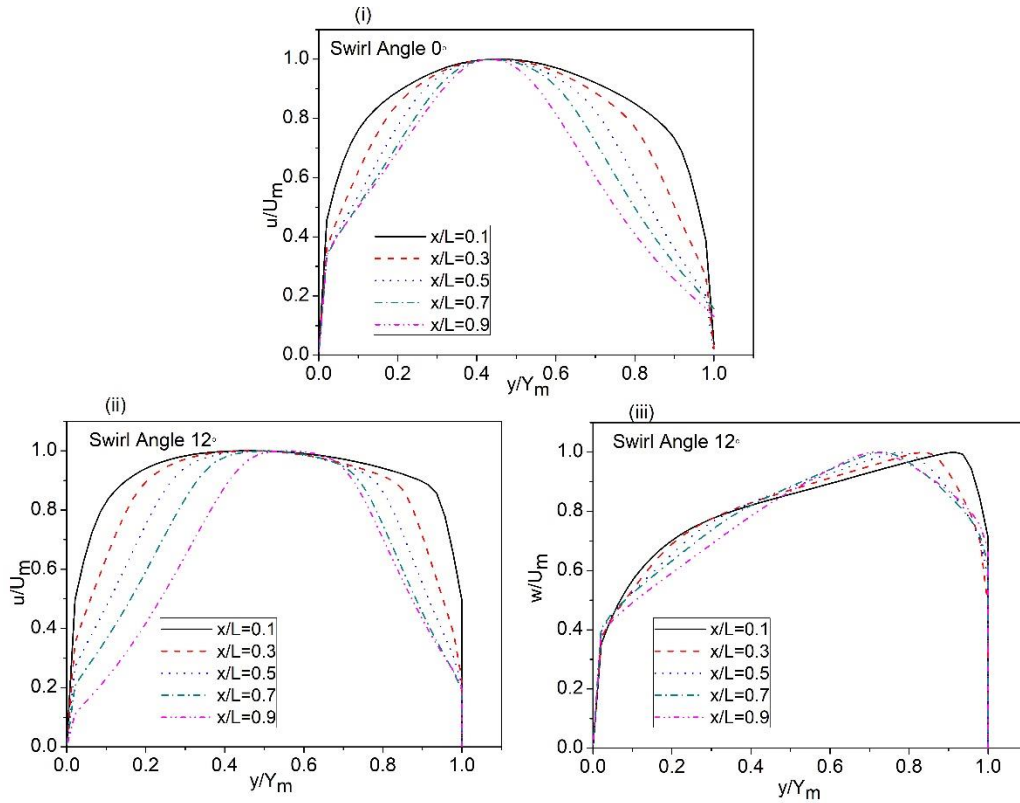 (i)
Swirl Angle 0°
1.0
0.8
0.6
0.4
0.2
0.0
u/Um
x/L=0.1
x/L=0.3
x/L=0.5
x/L=0.7
x/L=0.9
0.0 0.2 0.4 0.6 0.8 1.0
y/Ym
(ii)
Swirl Angle 12°
1.0
0.8
0.6
0.4
0.2
0.0
u/Um
x/L=0.1
x/L=0.3
x/L=0.5
x/L=0.7
x/L=0.9
0.0 0.2 0.4 0.6 0.8 1.0
y/Ym
(iii)
Swirl Angle 12°
1.0
0.8
0.6
0.4
0.2
0.0
w/Um
x/L=0.1
x/L=0.3
x/L=0.5
x/L=0.7
x/L=0.9
0.0 0.2 0.4 0.6 0.8 1.0
y/Ym